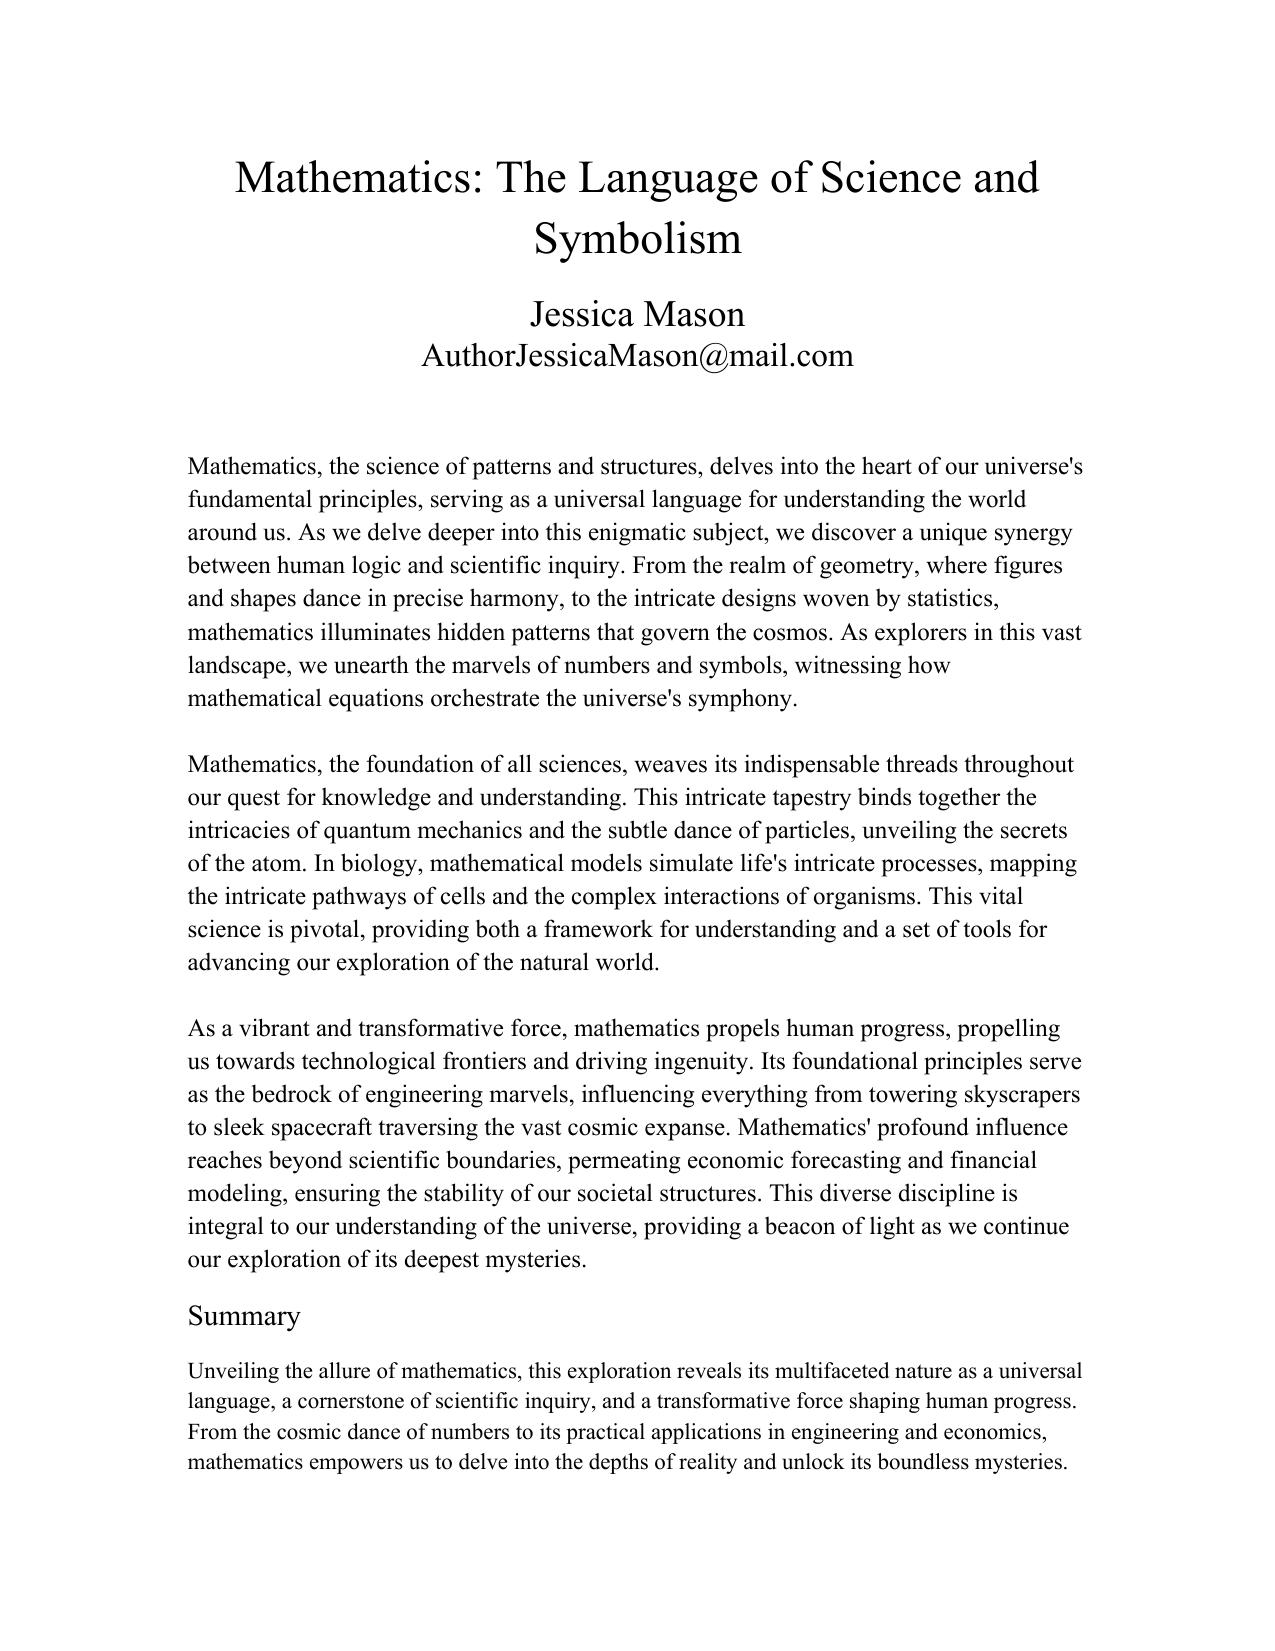 Mathematics: The Language of Science and
Symbolism
Jessica Mason
AuthorJessicaMason@mail.com
Mathematics, the science of patterns and structures, delves into the heart of our universe's
fundamental principles, serving as a universal language for understanding the world
around us. As we delve deeper into this enigmatic subject, we discover a unique synergy
between human logic and scientific inquiry. From the realm of geometry, where figures
and shapes dance in precise harmony, to the intricate designs woven by statistics,
mathematics illuminates hidden patterns that govern the cosmos. As explorers in this vast
landscape, we unearth the marvels of numbers and symbols, witnessing how
mathematical equations orchestrate the universe's symphony.
Mathematics, the foundation of all sciences, weaves its indispensable threads throughout
our quest for knowledge and understanding. This intricate tapestry binds together the
intricacies of quantum mechanics and the subtle dance of particles, unveiling the secrets
of the atom. In biology, mathematical models simulate life's intricate processes, mapping
the intricate pathways of cells and the complex interactions of organisms. This vital
science is pivotal, providing both a framework for understanding and a set of tools for
advancing our exploration of the natural world.
As a vibrant and transformative force, mathematics propels human progress, propelling
us towards technological frontiers and driving ingenuity. Its foundational principles serve
as the bedrock of engineering marvels, influencing everything from towering skyscrapers
to sleek spacecraft traversing the vast cosmic expanse. Mathematics' profound influence
reaches beyond scientific boundaries, permeating economic forecasting and financial
modeling, ensuring the stability of our societal structures. This diverse discipline is
integral to our understanding of the universe, providing a beacon of light as we continue
our exploration of its deepest mysteries.
Summary
Unveiling the allure of mathematics, this exploration reveals its multifaceted nature as a universal
language, a cornerstone of scientific inquiry, and a transformative force shaping human progress.
From the cosmic dance of numbers to its practical applications in engineering and economics,
mathematics empowers us to delve into the depths of reality and unlock its boundless mysteries.